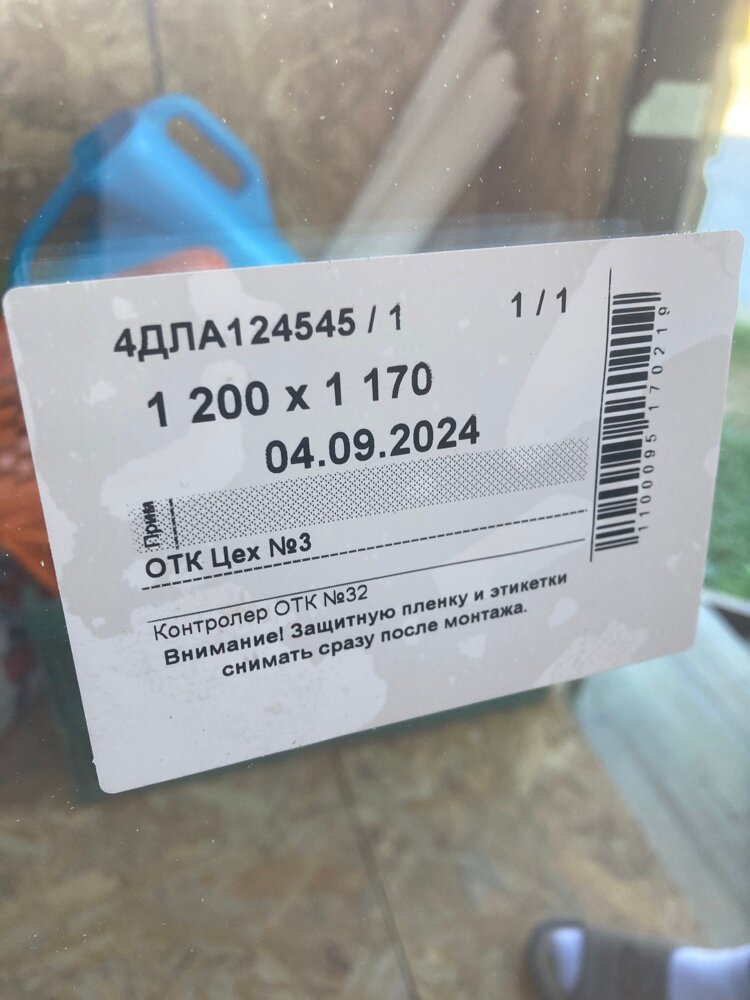 4ДЛА124545 / 1
1 / 1
1 200 x 1 170
04.09.2024
Прим
ОТК Цех №3
Контролер ОТК №32
Внимание! Защитную пленку и этикетки
снимать сразу после монтажа.
1100095170219